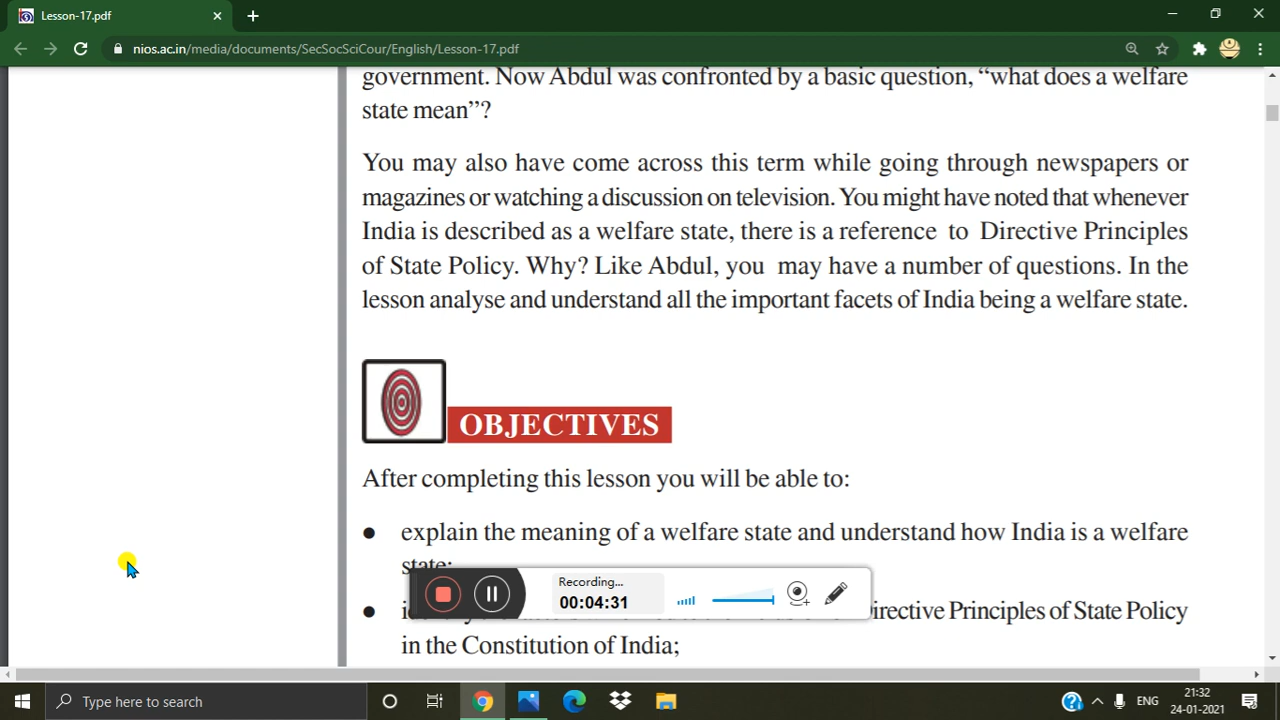 Lesson-17.pdf
nios.ac.in/media/documents/SecSocSciCour/English/Lesson-17.pdf
government. Now Abdul was confronted by a basic question, “what does a welfare
state mean”?
You may also have come across this term while going through newspapers or
magazines or watching a discussion on television. You might have noted that whenever
India is described as a welfare state, there is a reference to Directive Principles
of State Policy. Why? Like Abdul, you may have a number of questions. In the
lesson analyse and understand all the important facets of India being a welfare state.
OBJECTIVES
After completing this lesson you will be able to:
● explain the meaning of a welfare state and understand how India is a welfare
state;
● Directive Principles of State Policy
in the Constitution of India;
Recording...
00:04:31
Type here to search
ENG
21:32
24-01-2021